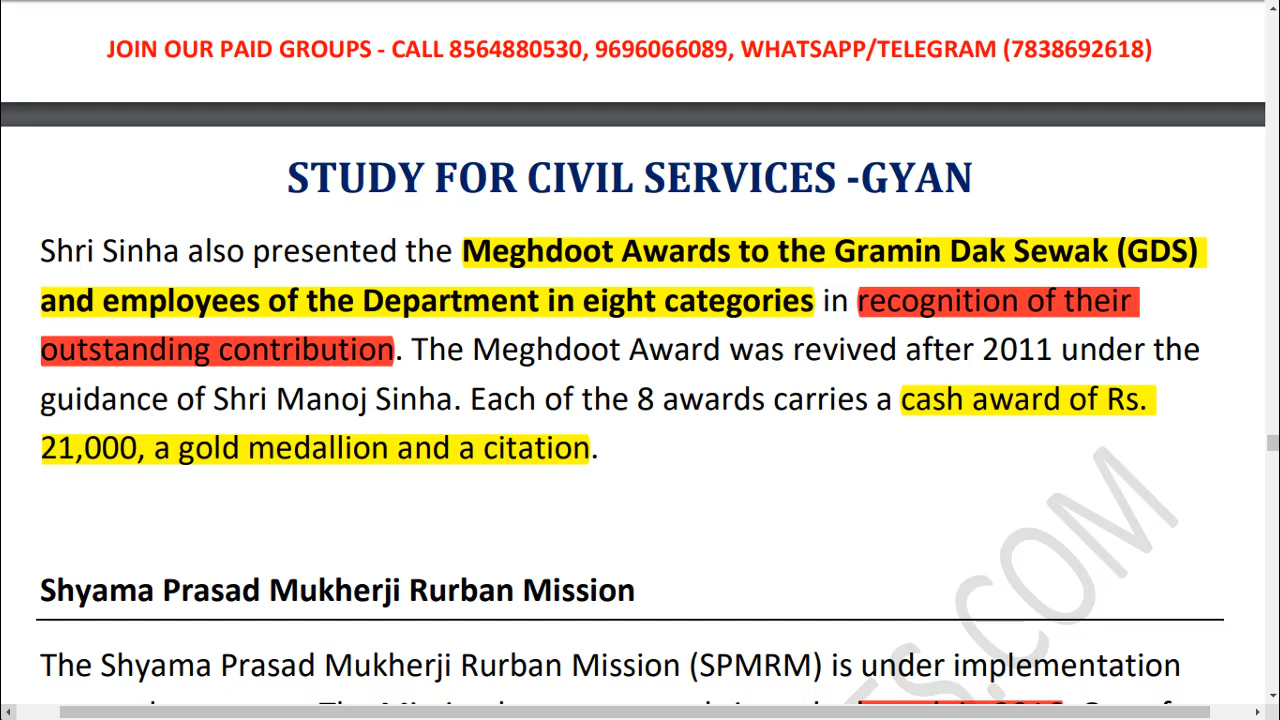 JOIN OUR PAID GROUPS - CALL 8564880530, 9696066089, WHATSAPP/TELEGRAM (7838692618)
STUDY FOR CIVIL SERVICES -GYAN
Shri Sinha also presented the Meghdoot Awards to the Gramin Dak Sewak (GDS)
and employees of the Department in eight categories in recognition of their
outstanding contribution. The Meghdoot Award was revived after 2011 under the
guidance of Shri Manoj Sinha. Each of the 8 awards carries a cash award of Rs.
21,000, a gold medallion and a citation.
Shyama Prasad Mukherji Rurban Mission
The Shyama Prasad Mukherji Rurban Mission (SPMRM) is under implementation